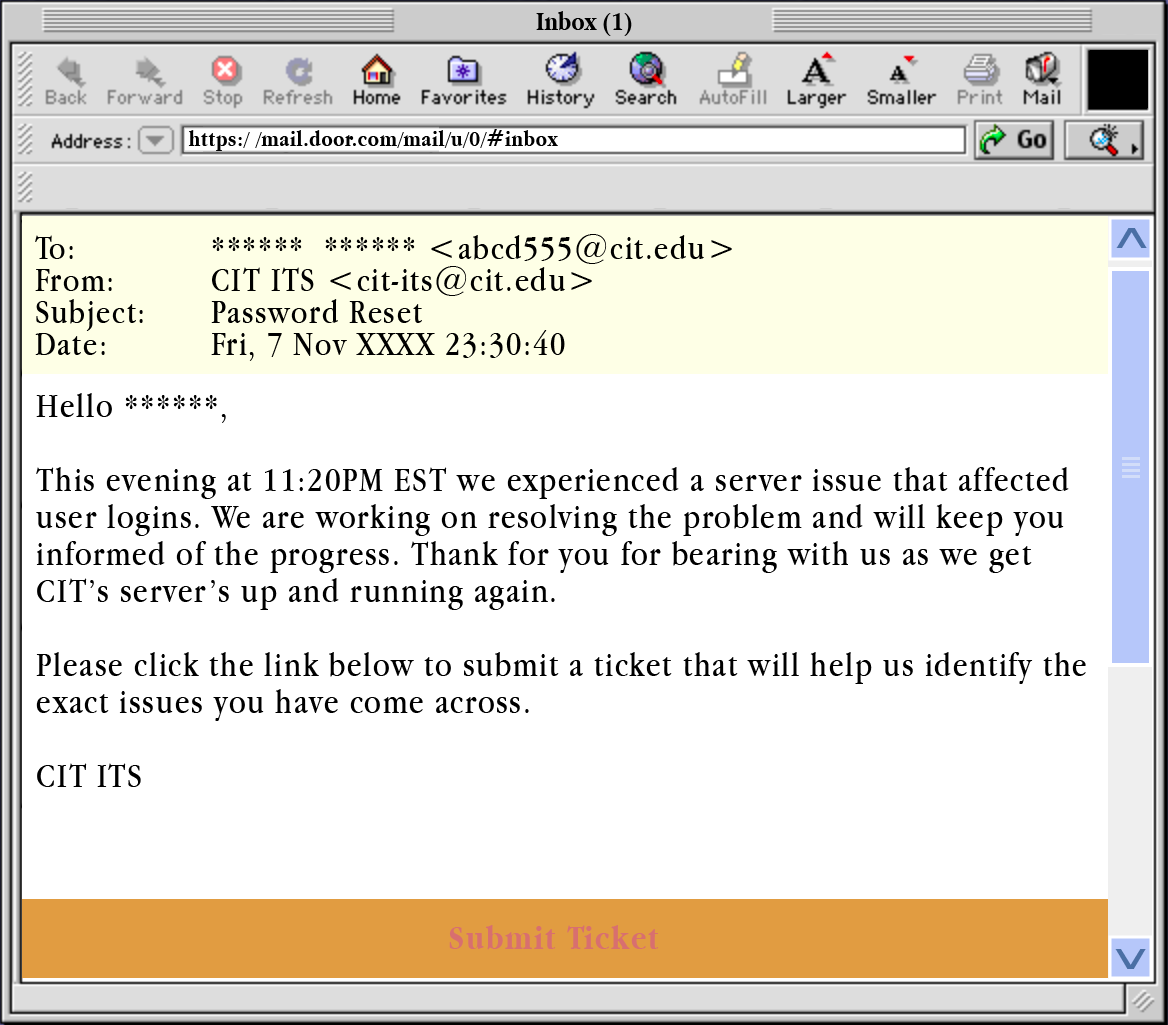 Inbox (1)
Back Forward Stop Refresh Home Favorites History Search AutoFill Larger Smaller Print Mail
Address: https:/ /mail.door.com/mail/u/0/#inbox Go
To: ****** ****** <abcd555@cit.edu>
From: CIT ITS <cit-its@cit.edu>
Subject: Password Reset
Date: Fri, 7 Nov XXXX 23:30:40
Hello ******,
This evening at 11:20PM EST we experienced a server issue that affected
user logins. We are working on resolving the problem and will keep you
informed of the progress. Thank for you for bearing with us as we get
CIT’s server’s up and running again.
Please click the link below to submit a ticket that will help us identify the
exact issues you have come across.
CIT ITS
Submit Ticket